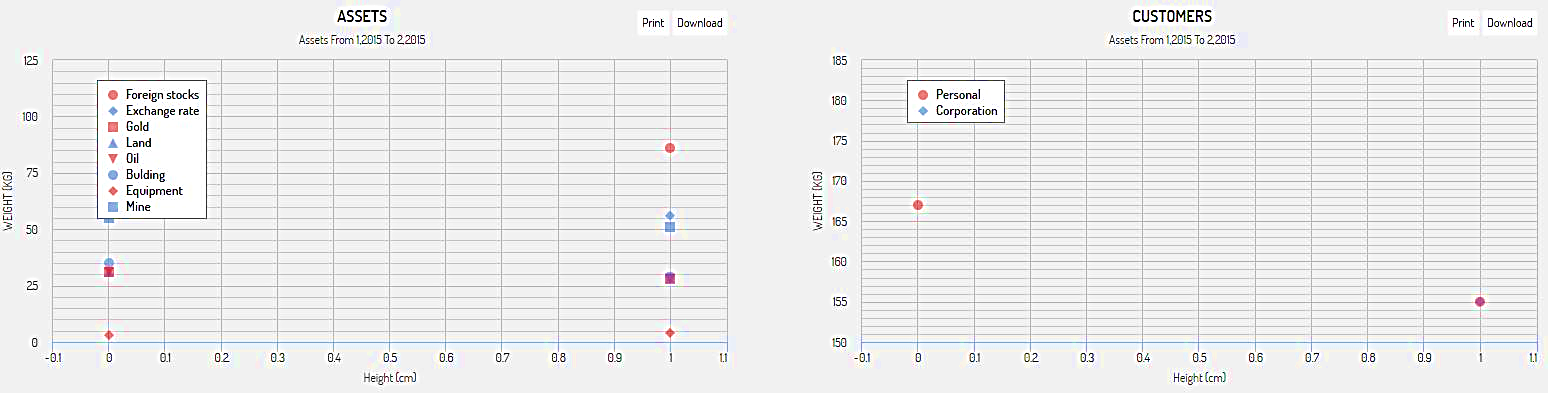 ASSETS
Print Download
Assets From 1,2015 To 2,2015
125
100
75
50
25
0
WEIGHT (KG)
Foreign stocks
Exchange rate
Gold
Land
Oil
Bulding
Equipment
Mine
-0.1 0 0.1 0.2 0.3 0.4 0.5 0.6 0.7 0.8 0.9 1 1.1
Height (cm)
CUSTOMERS
Print Download
Assets From 1,2015 To 2,2015
185
180
175
170
165
160
155
150
WEIGHT (KG)
Personal
Corporation
-0.1 0 0.1 0.2 0.3 0.4 0.5 0.6 0.7 0.8 0.9 1 1.1
Height (cm)